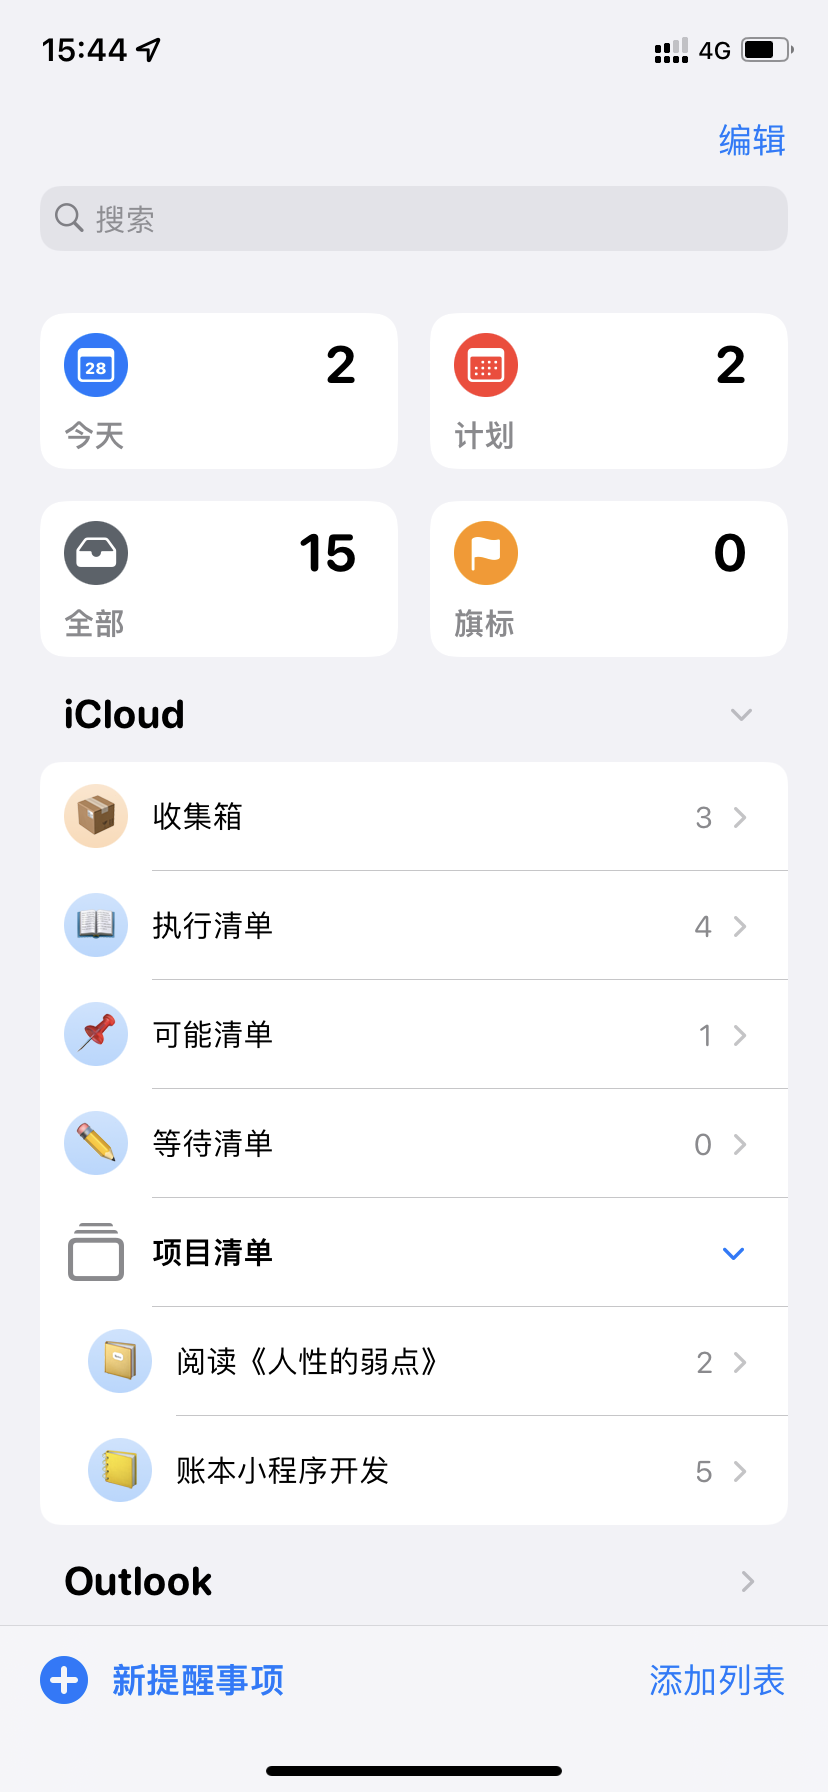 15:44 4G
编辑
搜索
28 2
今天
2
计划
15
全部
0
旗标
iCloud
收集箱 3
执行清单 4
可能清单 1
等待清单 0
项目清单
阅读《人性的弱点》 2
账本小程序开发 5
Outlook
新提醒事项 添加列表